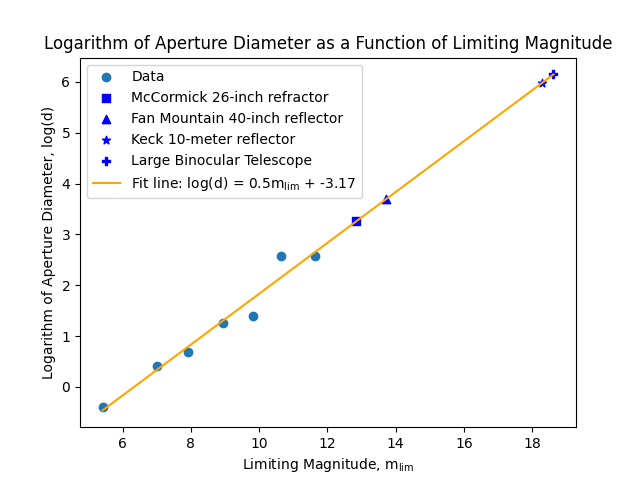 Logarithm of Aperture Diameter as a Function of Limiting Magnitude
Data
McCormick 26-inch refractor
Fan Mountain 40-inch reflector
Keck 10-meter reflector
Large Binocular Telescope
Fit line: log(d) = 0.5m_lim + -3.17
Logarithm of Aperture Diameter, log(d)
6
5
4
3
2
1
0
6 8 10 12 14 16 18
Limiting Magnitude, m_lim